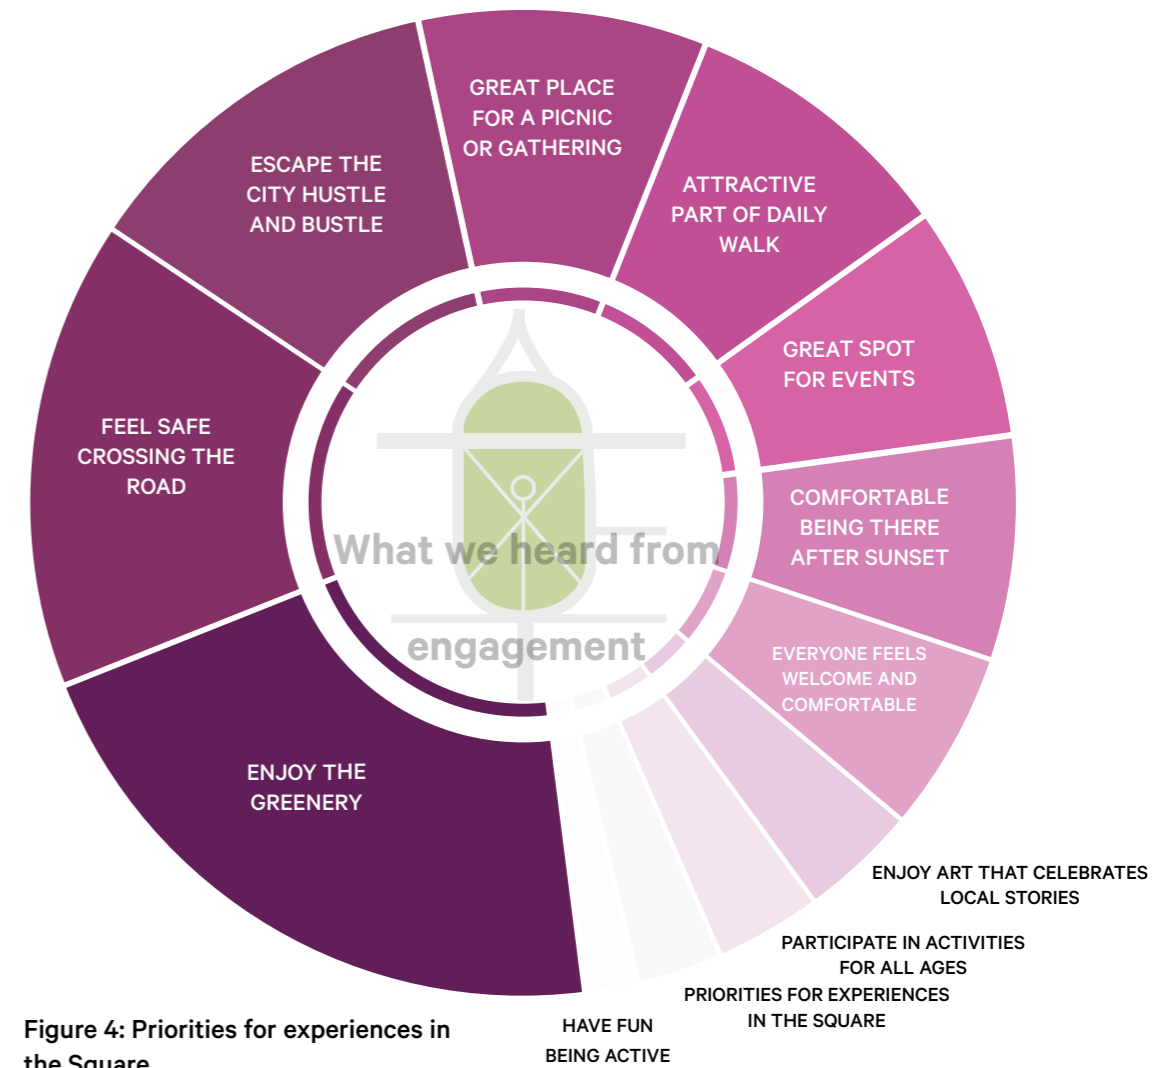 GREAT PLACE
FOR A PICNIC
OR GATHERING
ESCAPE THE
CITY HUSTLE
AND BUSTLE
ATTRACTIVE
PART OF DAILY
WALK
GREAT SPOT
FOR EVENTS
FEEL SAFE
CROSSING THE
ROAD
COMFORTABLE
BEING THERE
AFTER SUNSET
What we heard from
engagement
EVERYONE FEELS
WELCOME AND
COMFORTABLE
ENJOY THE
GREENERY
ENJOY ART THAT CELEBRATES
LOCAL STORIES
PARTICIPATE IN ACTIVITIES
FOR ALL AGES
PRIORITIES FOR EXPERIENCES
IN THE SQUARE
HAVE FUN
BEING ACTIVE
Figure 4: Priorities for experiences in
the Square